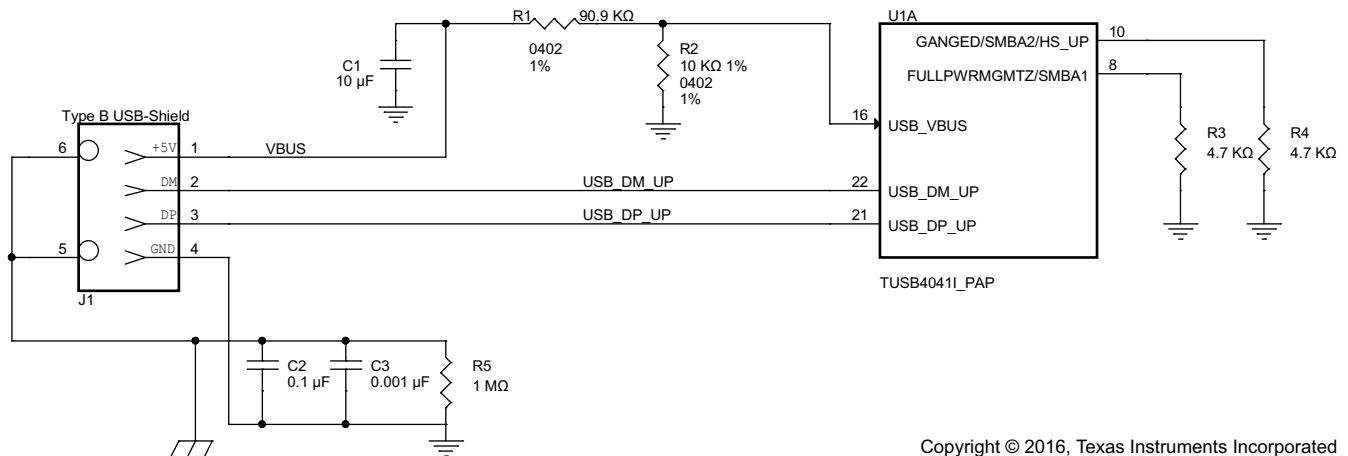 R1
90.9 KΩ
0402
1%
C1
10 µF
R2
10 KΩ 1%
0402
1%
U1A
GANGED/SMBA2/HS_UP
10
FULLPWRMGMTZ/SMBA1
8
16
USB_VBUS
R3
4.7 KΩ
R4
4.7 KΩ
Type B USB-Shield
6
+5V
1
VBUS
DM
2
USB_DM_UP
22
USB_DM_UP
DP
3
USB_DP_UP
21
USB_DP_UP
5
GND
4
J1
TUSB4041I_PAP
C2
0.1 µF
C3
0.001 µF
R5
1 MΩ
Copyright © 2016, Texas Instruments Incorporated